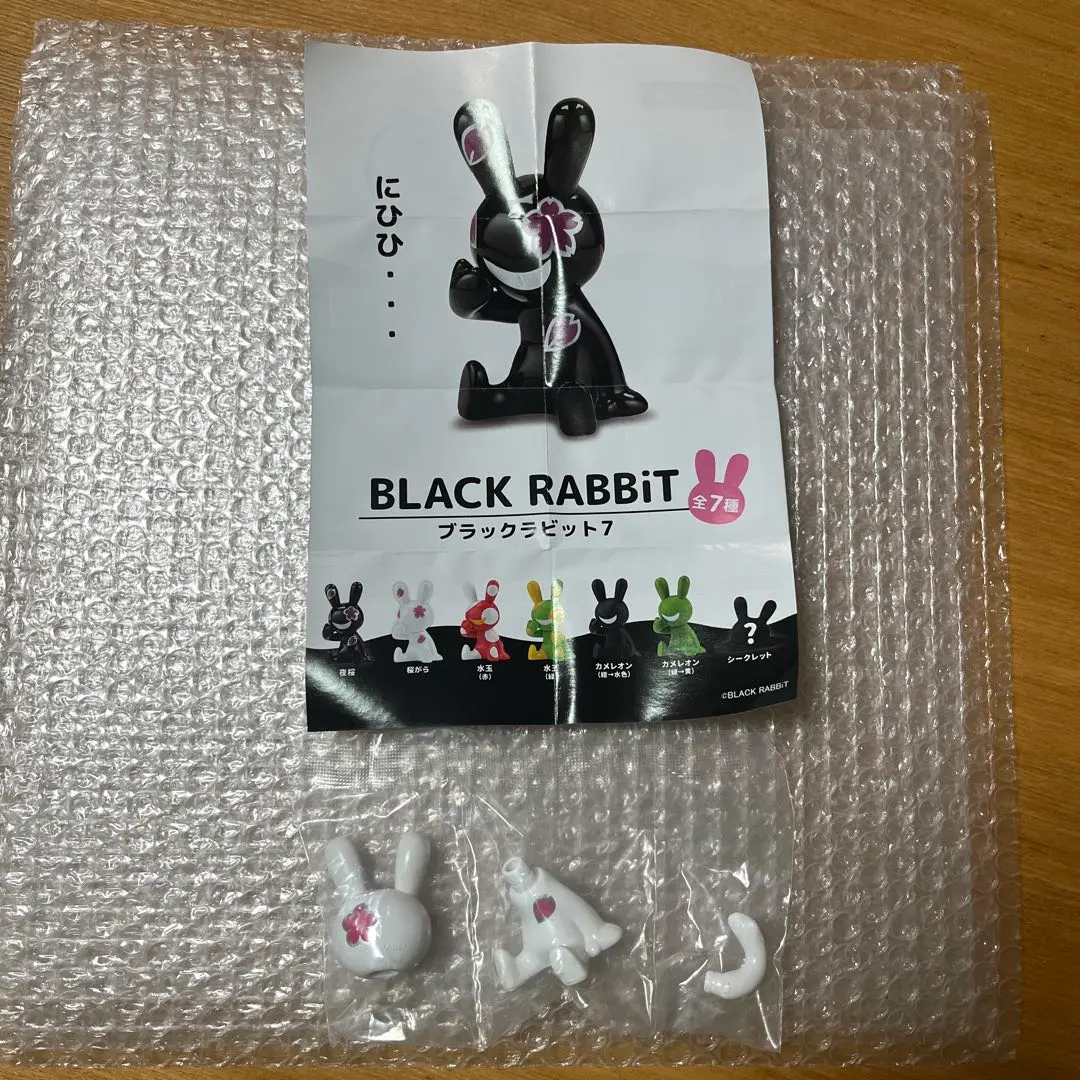 にひひ・・・
BLACK RABBiT
全7種
ブラックラビット7
夜桜
桜がら
水玉
(赤)
水玉
(緑)
カメレオン
(紺→水色)
カメレオン
(緑→黄)
?
シークレット
©BLACK RABBiT